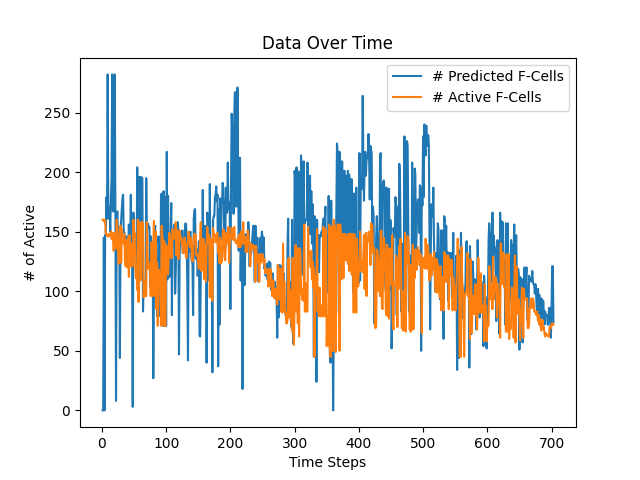 Data Over Time
# Predicted F-Cells
# Active F-Cells
# of Active
250
200
150
100
50
0
0 100 200 300 400 500 600 700
Time Steps